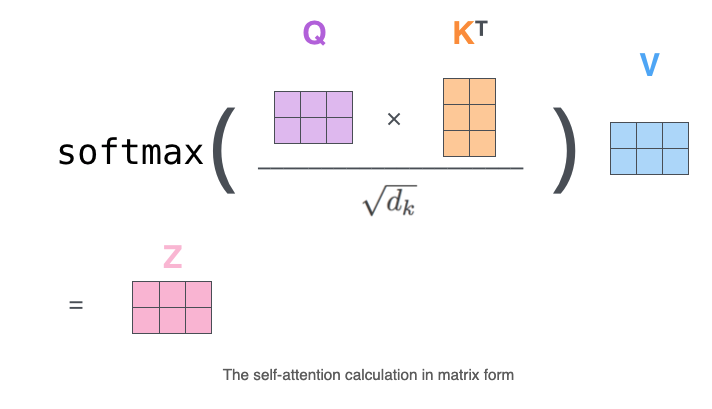 Q
Kᵀ
V
softmax( × )
√dₖ
Z
=
The self-attention calculation in matrix form